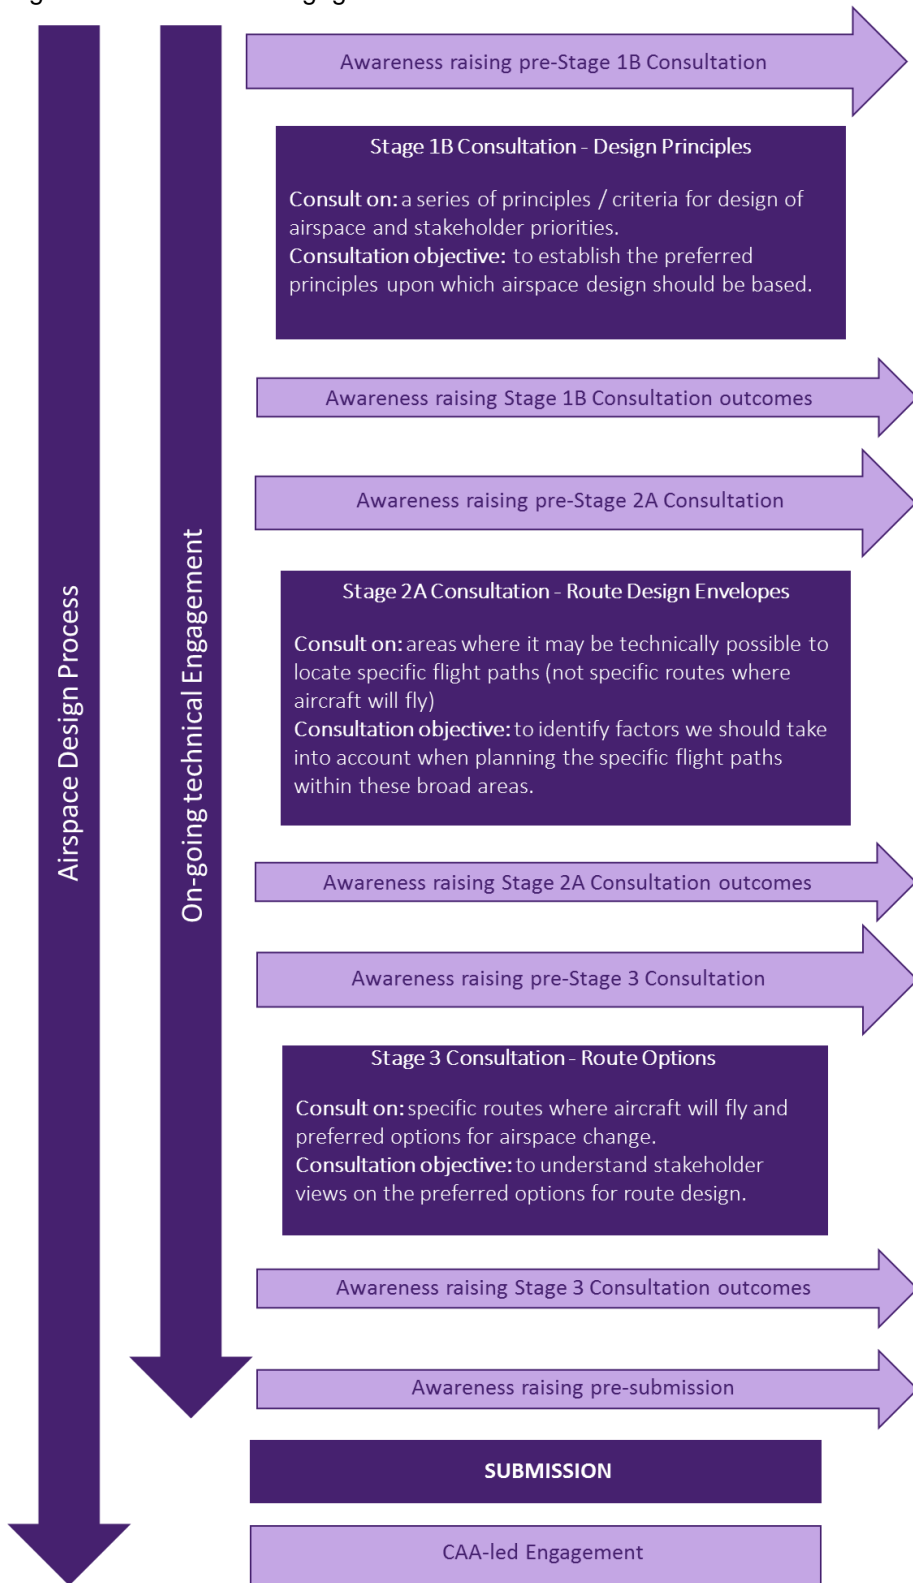 Awareness raising pre-Stage 1B Consultation
Stage 1B Consultation - Design Principles
Consult on: a series of principles / criteria for design of
airspace and stakeholder priorities.
Consultation objective: to establish the preferred
principles upon which airspace design should be based.
Awareness raising Stage 1B Consultation outcomes
Awareness raising pre-Stage 2A Consultation
Stage 2A Consultation - Route Design Envelopes
Consult on: areas where it may be technically possible to
locate specific flight paths (not specific routes where
aircraft will fly)
Consultation objective: to identify factors we should take
into account when planning the specific flight paths
within these broad areas.
Awareness raising Stage 2A Consultation outcomes
Awareness raising pre-Stage 3 Consultation
Stage 3 Consultation - Route Options
Consult on: specific routes where aircraft will fly and
preferred options for airspace change.
Consultation objective: to understand stakeholder
views on the preferred options for route design.
Awareness raising Stage 3 Consultation outcomes
Awareness raising pre-submission
SUBMISSION
CAA-led Engagement
Airspace Design Process
On-going technical Engagement